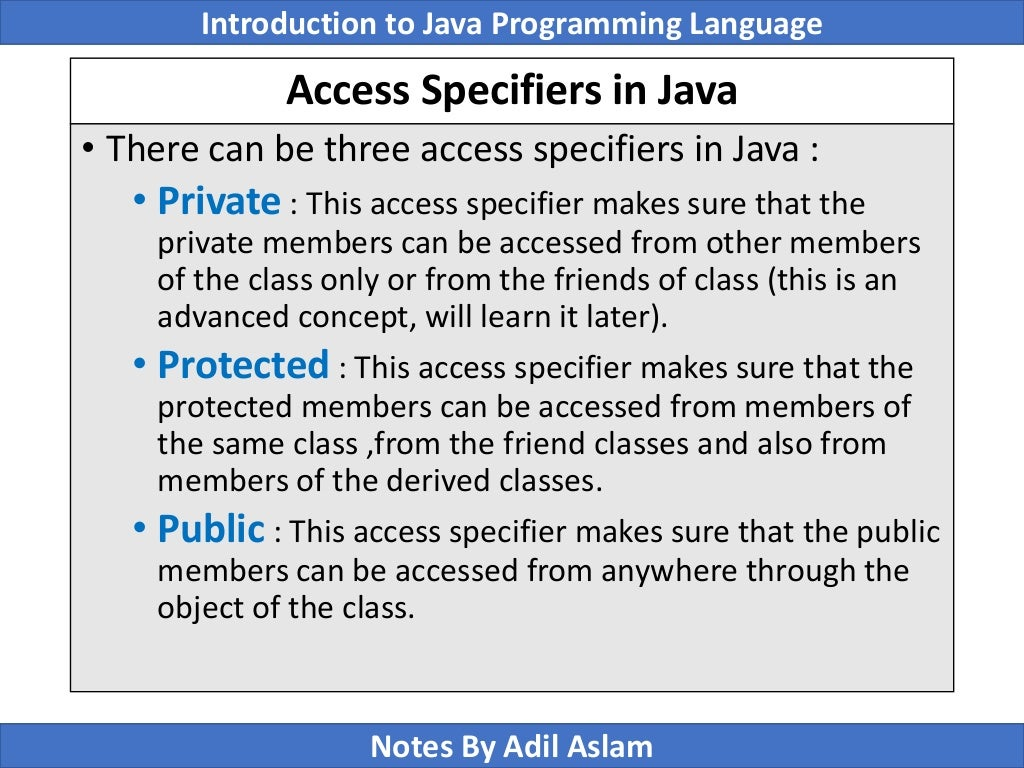 Introduction to Java Programming Language
Access Specifiers in Java
• There can be three access specifiers in Java :
• Private : This access specifier makes sure that the
private members can be accessed from other members
of the class only or from the friends of class (this is an
advanced concept, will learn it later).
• Protected : This access specifier makes sure that the
protected members can be accessed from members of
the same class ,from the friend classes and also from
members of the derived classes.
• Public : This access specifier makes sure that the public
members can be accessed from anywhere through the
object of the class.
Notes By Adil Aslam